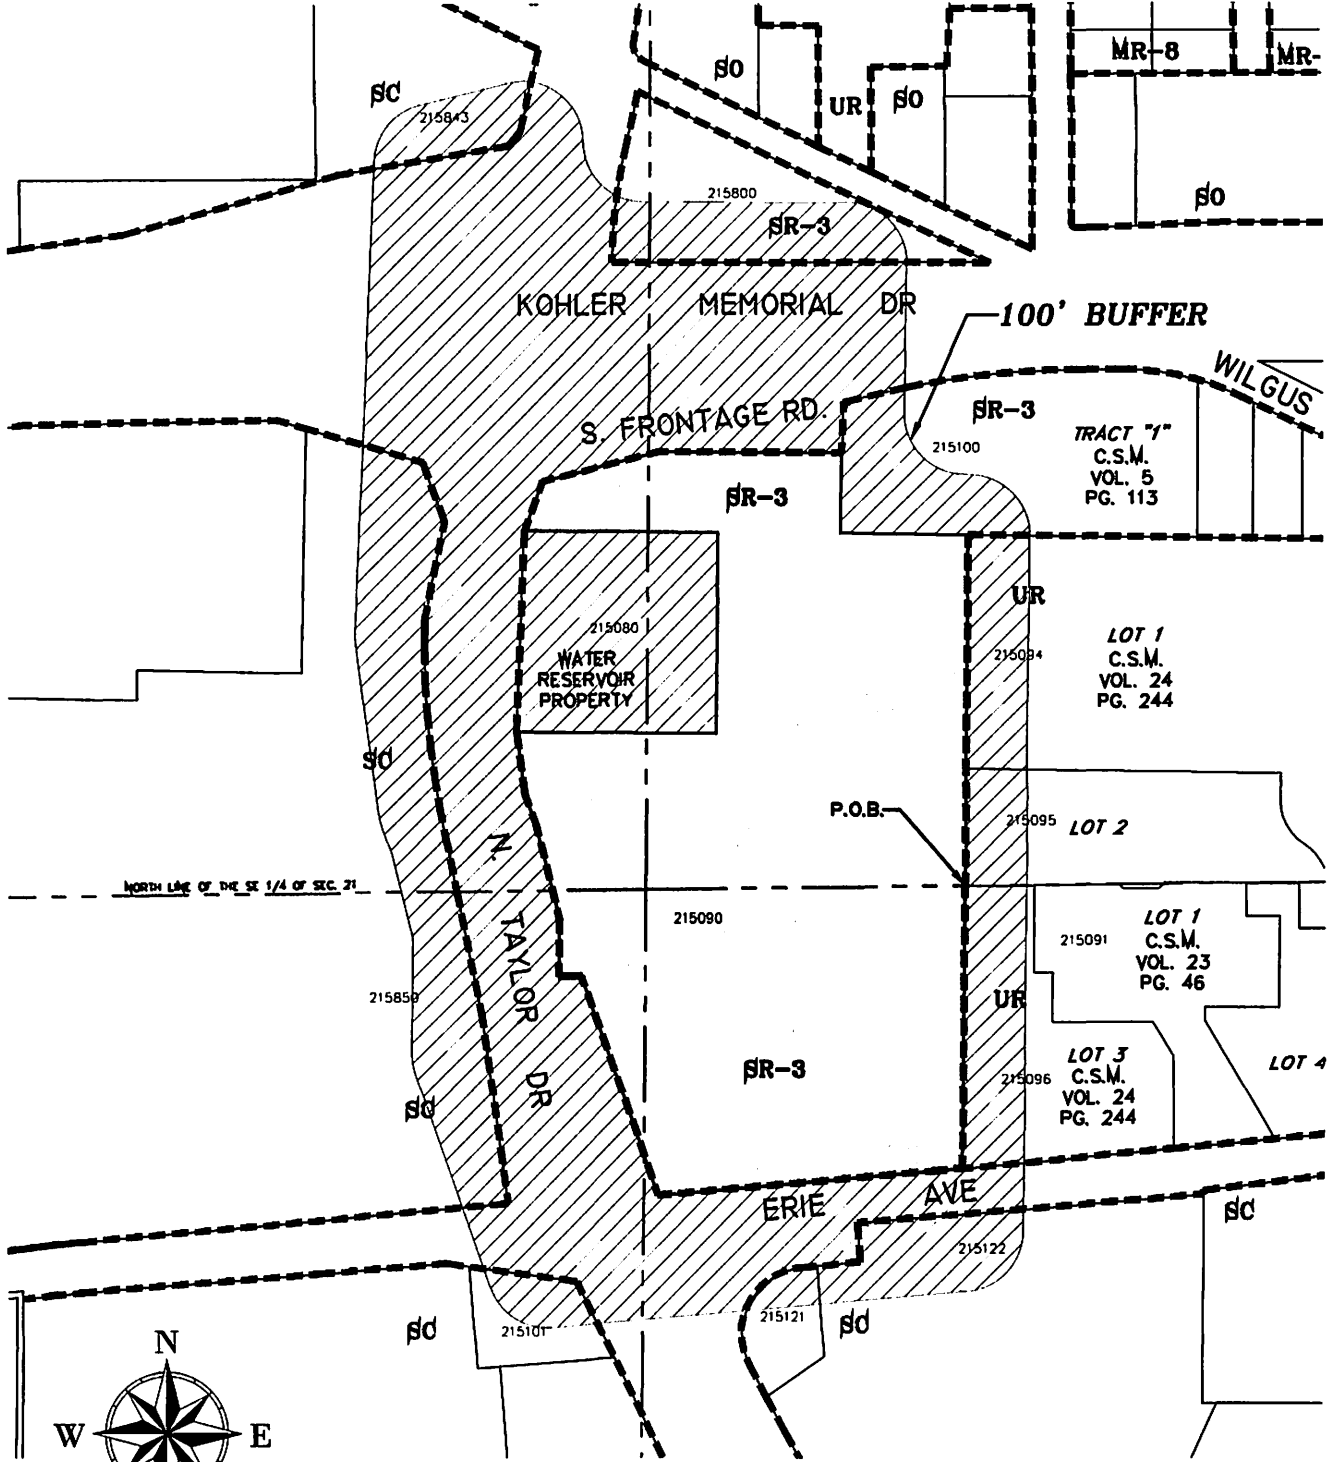 MR-8
MR-
SO
SC
UR
SO
215843
215800
SO
SR-3
KOHLER MEMORIAL DR
100' BUFFER
WILGUS
S. FRONTAGE RD.
SR-3
TRACT "1"
C.S.M.
VOL. 5
PG. 113
215100
SR-3
UR
215080
WATER
RESERVOIR
PROPERTY
215094
LOT 1
C.S.M.
VOL. 24
PG. 244
SC
P.O.B.
215095
LOT 2
N. TAYLOR DR
NORTH LINE OF THE SE 1/4 OF SEC. 21
215090
215091
LOT 1
C.S.M.
VOL. 23
PG. 46
215850
UR
SR-3
215096
LOT 3
C.S.M.
VOL. 24
PG. 244
LOT 4
SC
ERIE AVE
SC
215122
SC
215101
215121
SC
N
W
E